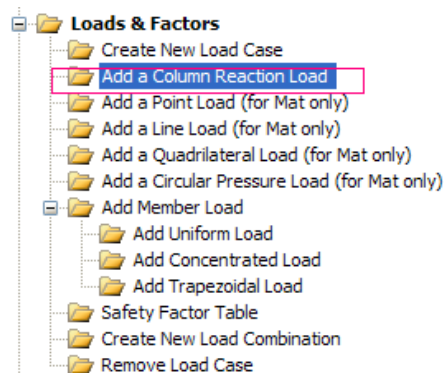 Loads & Factors
Create New Load Case
Add a Column Reaction Load
Add a Point Load (for Mat only)
Add a Line Load (for Mat only)
Add a Quadrilateral Load (for Mat only)
Add a Circular Pressure Load (for Mat only)
Add Member Load
Add Uniform Load
Add Concentrated Load
Add Trapezoidal Load
Safety Factor Table
Create New Load Combination
Remove Load Case